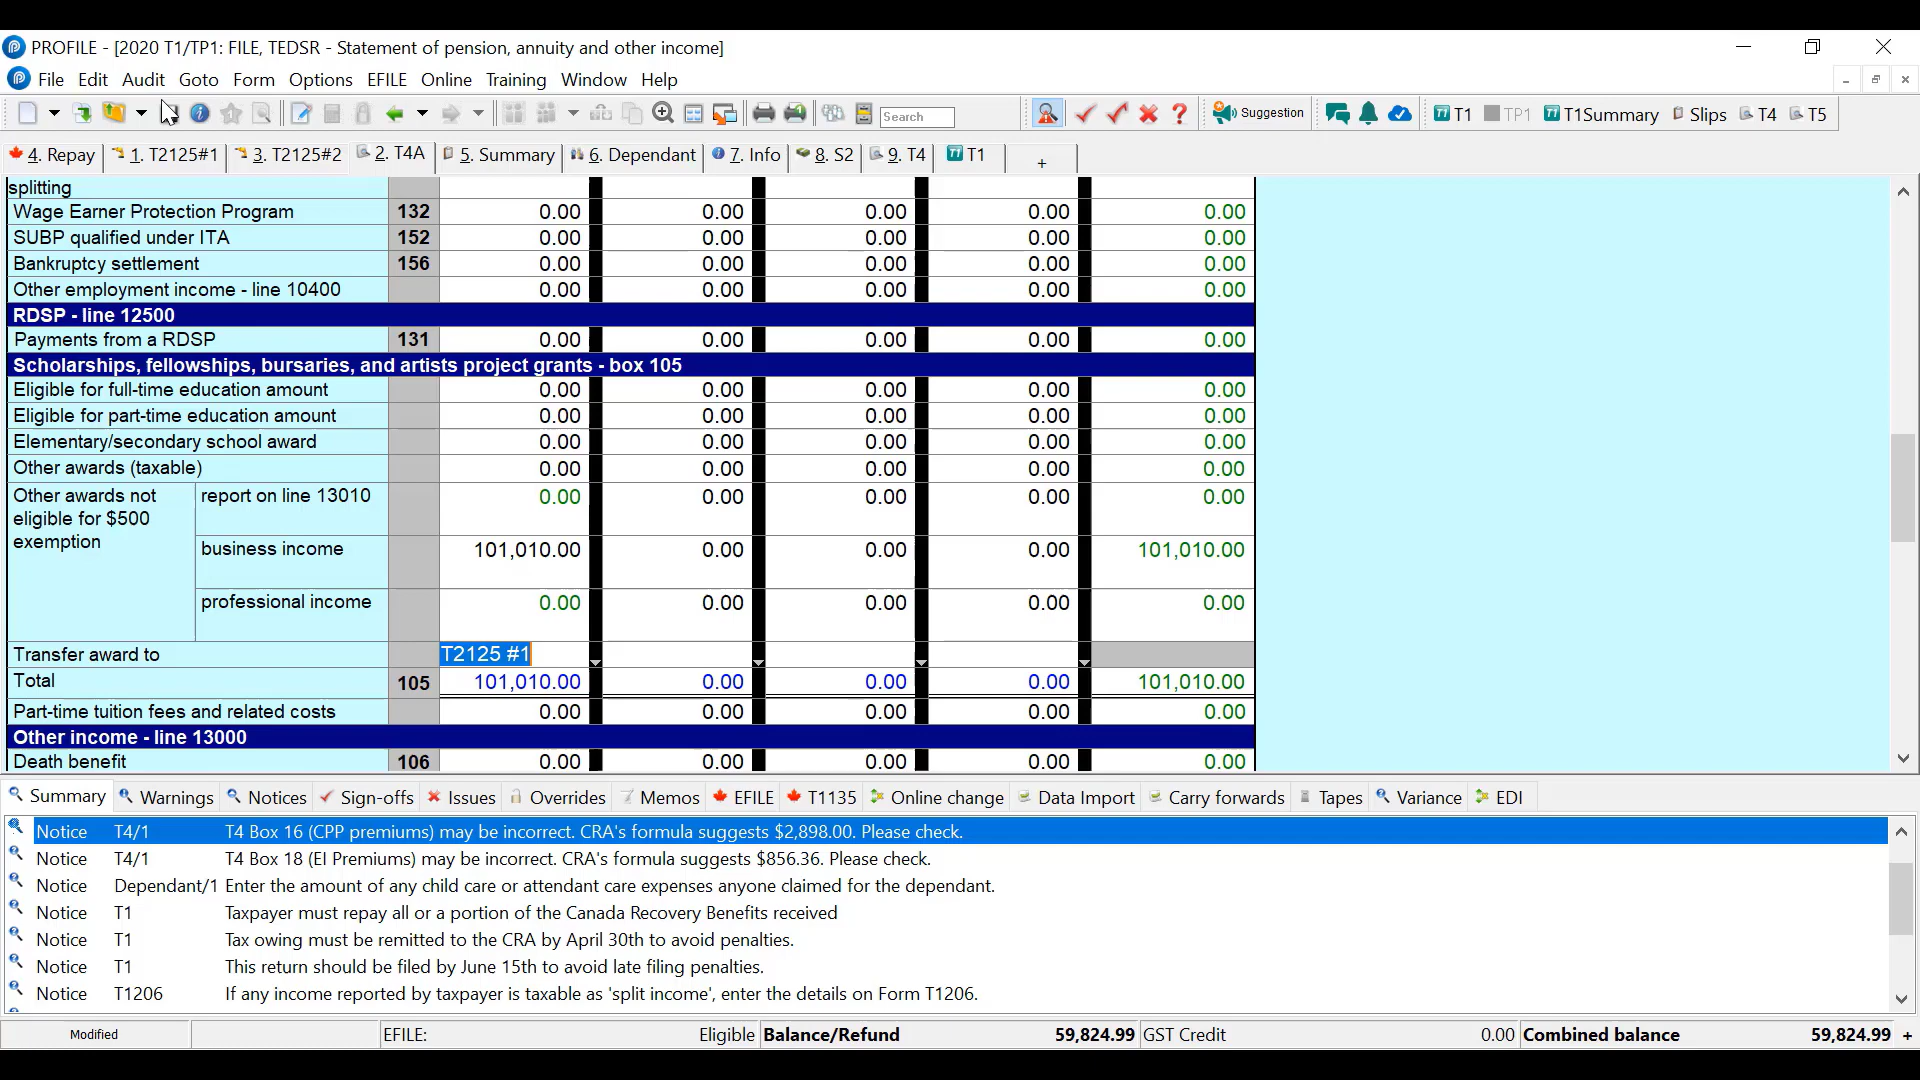 PROFILE - [2020 T1/TP1: FILE, TEDSR - Statement of pension, annuity and other income]
File Edit Audit Goto Form Options EFILE Online Training Window Help
Search Suggestion T1 TP1 T1Summary Slips T4 T5
4. Repay 1. T2125#1 3. T2125#2 2. T4A 5. Summary 6. Dependant 7. Info 8. S2 9. T4 T1 +
splitting
Wage Earner Protection Program 132 0.00 0.00 0.00 0.00 0.00
SUBP qualified under ITA 152 0.00 0.00 0.00 0.00 0.00
Bankruptcy settlement 156 0.00 0.00 0.00 0.00 0.00
Other employment income - line 10400 0.00 0.00 0.00 0.00 0.00
RDSP - line 12500
Payments from a RDSP 131 0.00 0.00 0.00 0.00 0.00
Scholarships, fellowships, bursaries, and artists project grants - box 105
Eligible for full-time education amount 0.00 0.00 0.00 0.00 0.00
Eligible for part-time education amount 0.00 0.00 0.00 0.00 0.00
Elementary/secondary school award 0.00 0.00 0.00 0.00 0.00
Other awards (taxable) 0.00 0.00 0.00 0.00 0.00
Other awards not report on line 13010 0.00 0.00 0.00 0.00 0.00
eligible for $500
exemption business income 101,010.00 0.00 0.00 0.00 101,010.00
professional income 0.00 0.00 0.00 0.00 0.00
Transfer award to T2125 #1
Total 105 101,010.00 0.00 0.00 0.00 101,010.00
Part-time tuition fees and related costs 0.00 0.00 0.00 0.00 0.00
Other income - line 13000
Death benefit 106 0.00 0.00 0.00 0.00 0.00
Summary Warnings Notices Sign-offs Issues Overrides Memos EFILE T1135 Online change Data Import Carry forwards Tapes Variance EDI
Notice T4/1 T4 Box 16 (CPP premiums) may be incorrect. CRA's formula suggests $2,898.00. Please check.
Notice T4/1 T4 Box 18 (EI Premiums) may be incorrect. CRA's formula suggests $856.36. Please check.
Notice Dependant/1 Enter the amount of any child care or attendant care expenses anyone claimed for the dependant.
Notice T1 Taxpayer must repay all or a portion of the Canada Recovery Benefits received
Notice T1 Tax owing must be remitted to the CRA by April 30th to avoid penalties.
Notice T1 This return should be filed by June 15th to avoid late filing penalties.
Notice T1206 If any income reported by taxpayer is taxable as 'split income', enter the details on Form T1206.
Modified EFILE: Eligible Balance/Refund 59,824.99 GST Credit 0.00 Combined balance 59,824.99 +